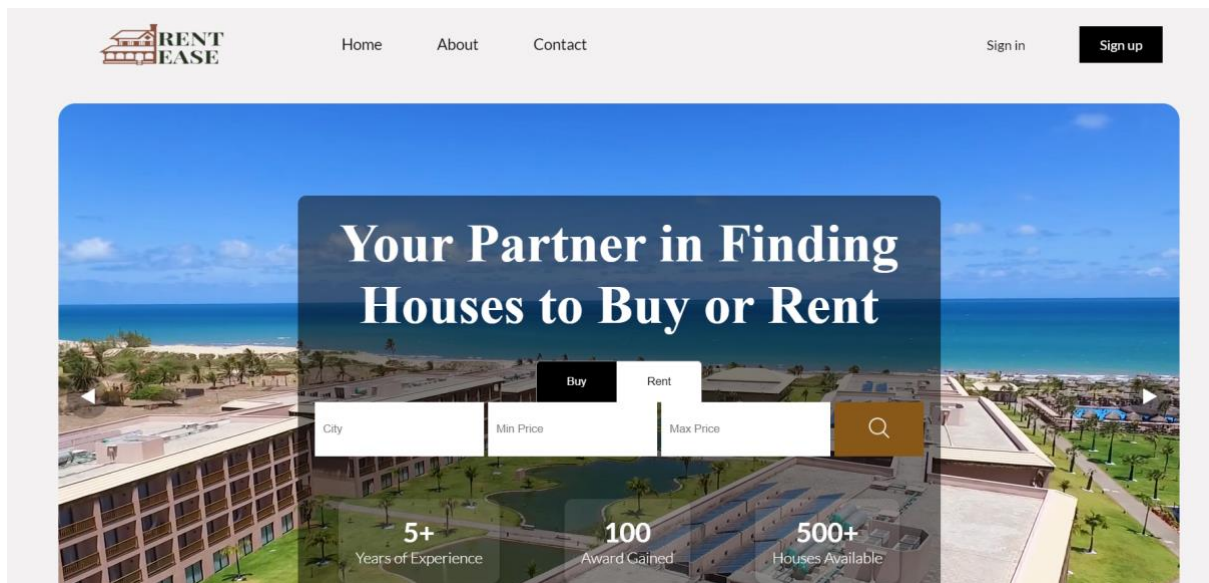 RENT
EASE
Home About Contact
Sign in Sign up
Your Partner in Finding
Houses to Buy or Rent
Buy Rent
City Min Price Max Price
5+ 100 500+
Years of Experience Award Gained Houses Available